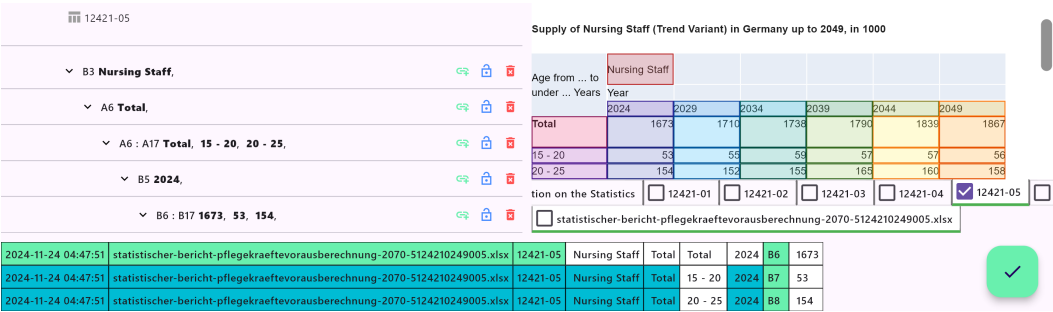 12421-05
B3 Nursing Staff,
A6 Total,
A6 : A17 Total, 15 - 20, 20 - 25,
B5 2024,
B6 : B17 1673, 53, 154,
Supply of Nursing Staff (Trend Variant) in Germany up to 2049, in 1000
Age from ... to
under ... Years
Nursing Staff
Year
2024 2029 2034 2039 2044 2049
Total 1673 1710 1738 1790 1839 1867
15 - 20 53 55 59 57 57 56
20 - 25 154 152 155 165 160 158
tion on the Statistics 12421-01 12421-02 12421-03 12421-04 12421-05
statistischer-bericht-pflegekraeftevorausberechnung-2070-5124210249005.xlsx
2024-11-24 04:47:51 statistischer-bericht-pflegekraeftevorausberechnung-2070-5124210249005.xlsx 12421-05 Nursing Staff Total Total 2024 B6 1673
2024-11-24 04:47:51 statistischer-bericht-pflegekraeftevorausberechnung-2070-5124210249005.xlsx 12421-05 Nursing Staff Total 15 - 20 2024 B7 53
2024-11-24 04:47:51 statistischer-bericht-pflegekraeftevorausberechnung-2070-5124210249005.xlsx 12421-05 Nursing Staff Total 20 - 25 2024 B8 154